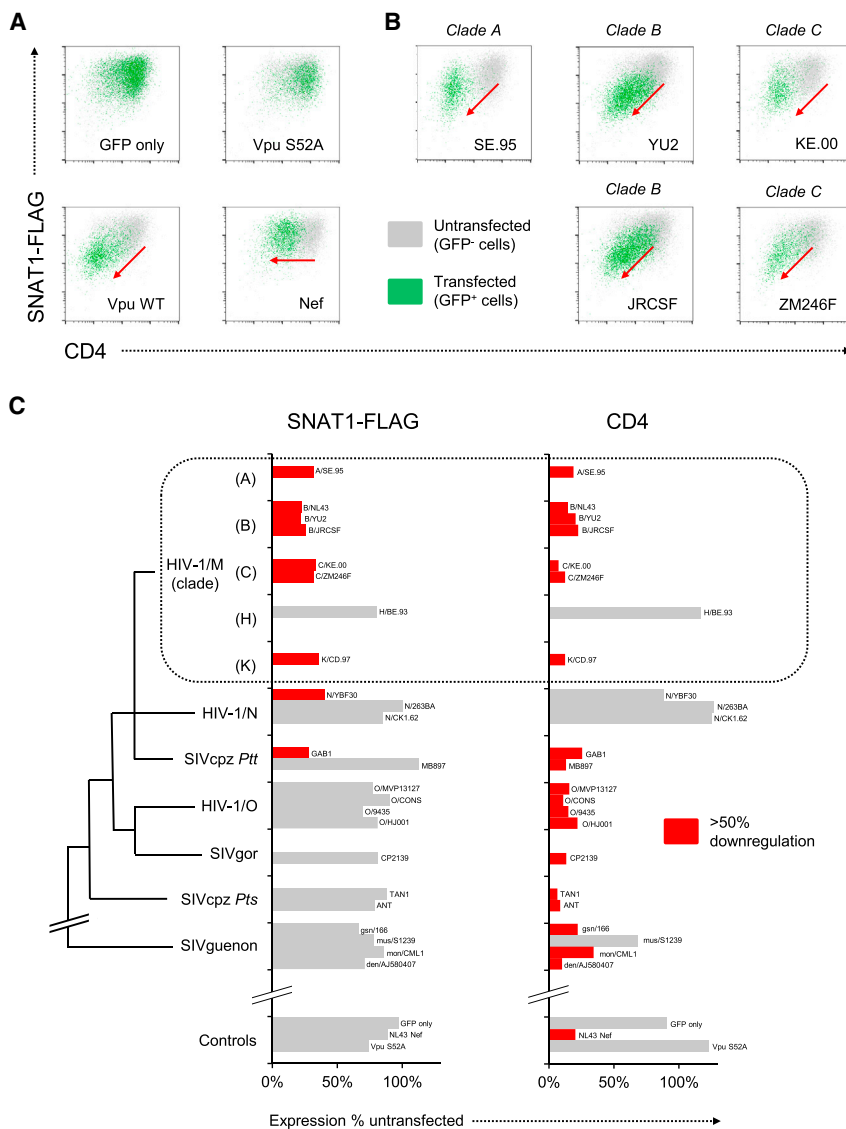 A
B
Clade A
Clade B
Clade C
GFP only
Vpu S52A
SE.95
YU2
KE.00
SNAT1-FLAG
Clade B
Clade C
Vpu WT
Nef
Untransfected
(GFP- cells)
Transfected
(GFP+ cells)
JRCSF
ZM246F
CD4
C
SNAT1-FLAG
CD4
HIV-1/M
(clade)
(A)
A/SE.95
A/SE.95
(B)
B/NL43
B/YU2
B/JRCSF
B/NL43
B/YU2
B/JRCSF
(C)
C/KE.00
C/ZM246F
C/KE.00
C/ZM246F
(H)
H/BE.93
H/BE.93
(K)
K/CD.97
K/CD.97
HIV-1/N
N/YBF30
N/263BA
N/CK1.62
N/YBF30
N/263BA
N/CK1.62
SIVcpz Ptt
GAB1
MB897
GAB1
MB897
HIV-1/O
O/MVP13127
O/CONS
O/9435
O/HJ001
O/MVP13127
O/CONS
O/9435
O/HJ001
>50%
downregulation
SIVgor
CP2139
CP2139
SIVcpz Pts
TAN1
ANT
TAN1
ANT
SIVguenon
gsn/166
mus/S1239
mon/CML1
den/AJ580407
gsn/166
mus/S1239
mon/CML1
den/AJ580407
Controls
GFP only
NL43 Nef
Vpu S52A
GFP only
NL43 Nef
Vpu S52A
0% 50% 100%
0% 50% 100%
Expression % untransfected